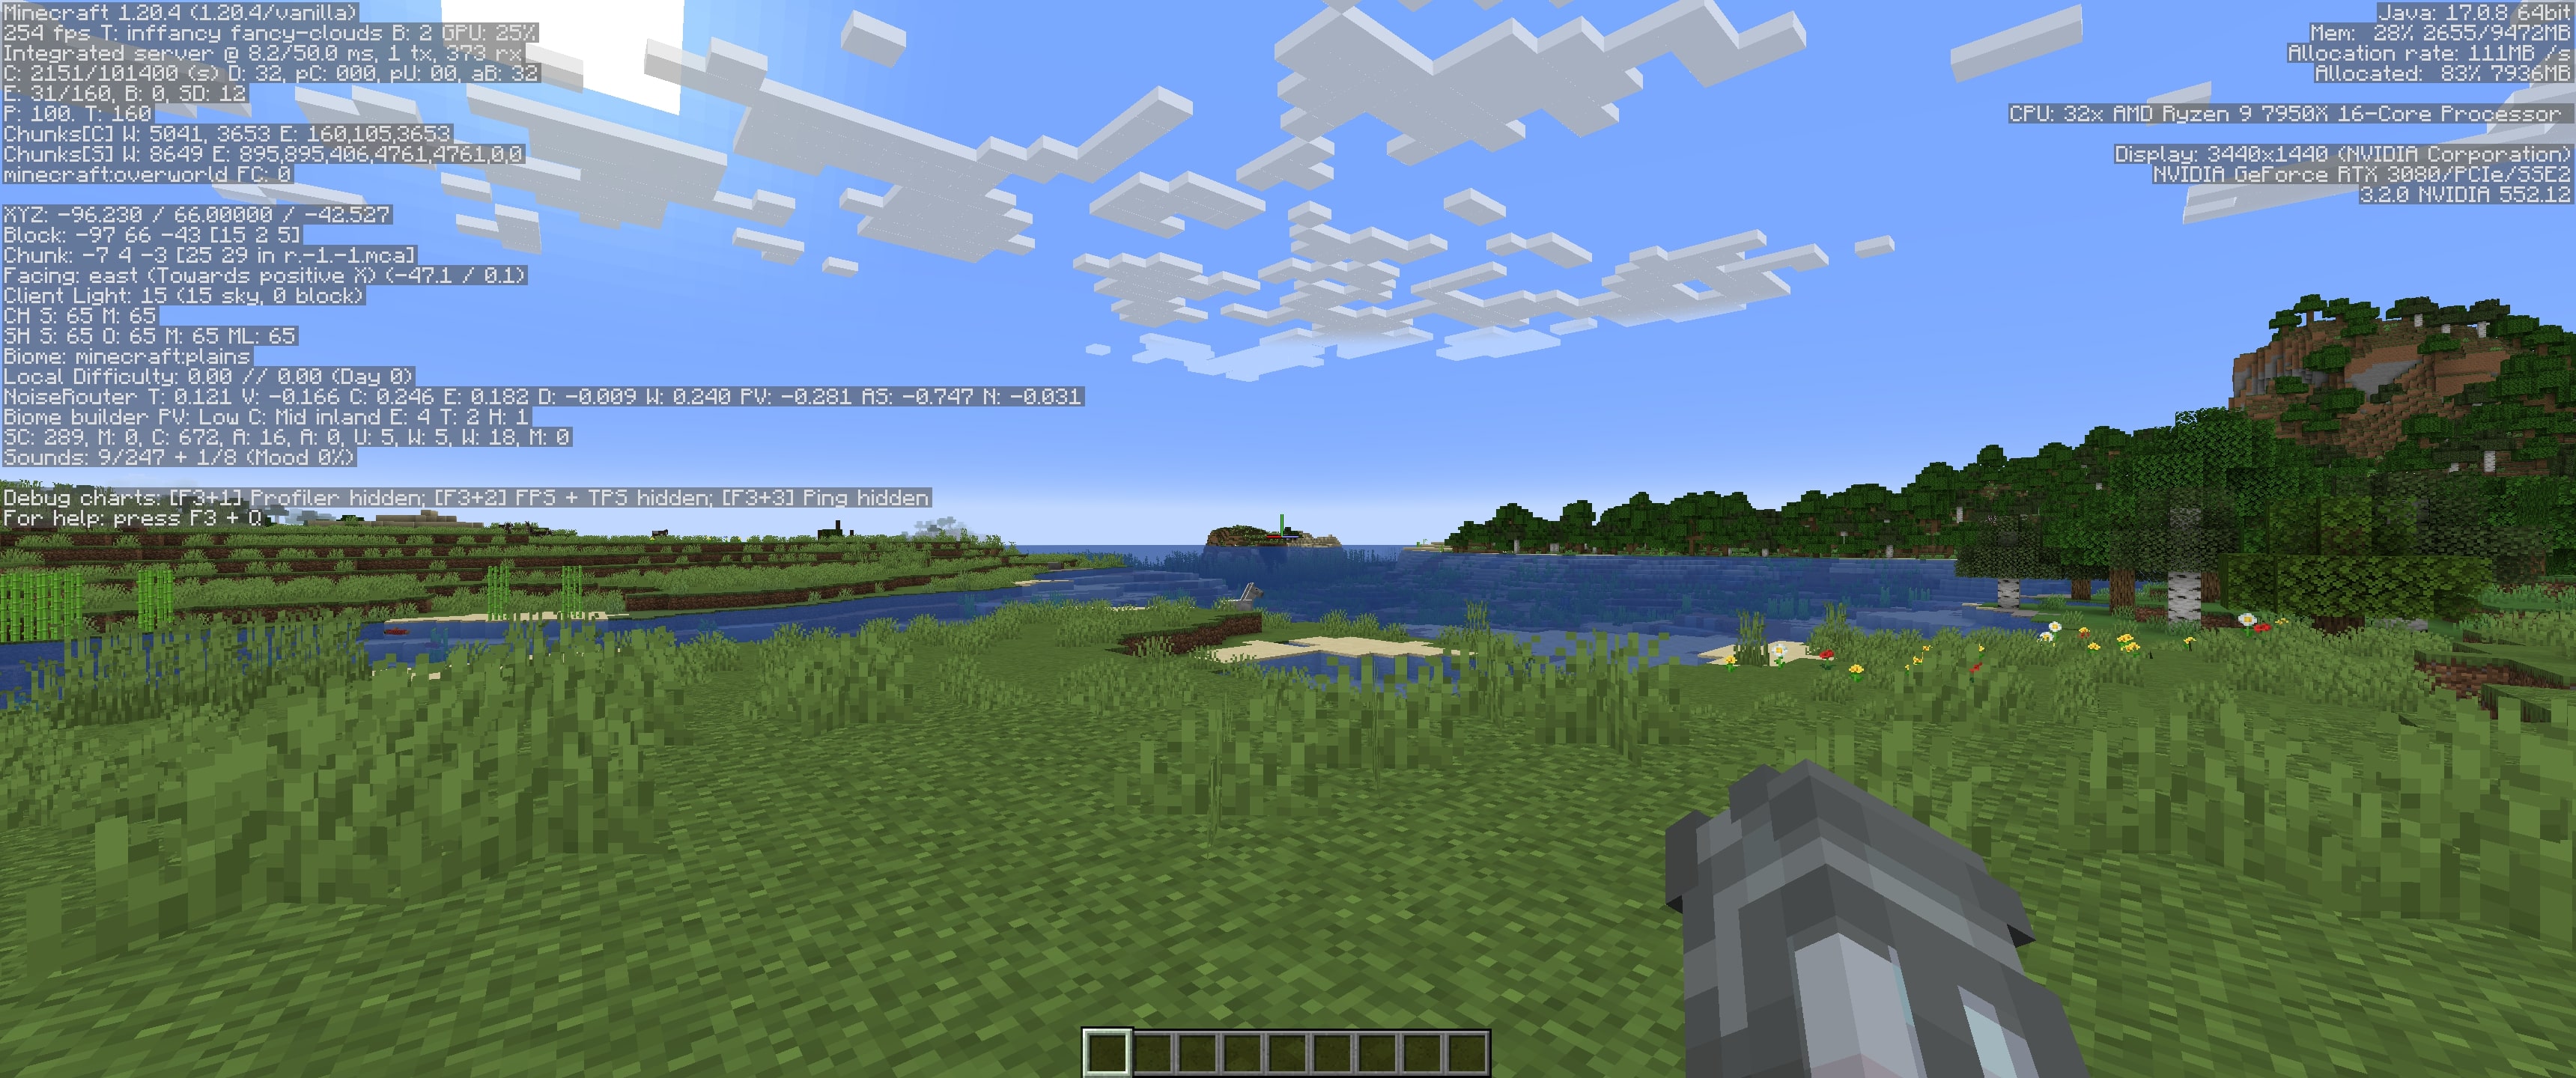 Minecraft 1.20.4 (1.20.4/vanilla)
254 fps T: inffancy fancy-clouds B: 2 GPU: 25%
Integrated server @ 8.2/50.0 ms, 1 tx, 373 rx
C: 2151/101400 (s) D: 32, pC: 000, pU: 00, aB: 32
E: 31/160, B: 0, SD: 12
P: 100. T: 160
Chunks[C] W: 5041, 3653 E: 160,105,3653
Chunks[S] W: 8649 E: 895,895,406,4761,4761,0,0
minecraft:overworld FC: 0
XYZ: -96.230 / 66.00000 / -42.527
Block: -97 66 -43 [15 2 5]
Chunk: -7 4 -3 [25 29 in r.-1.-1.mca]
Facing: east (Towards positive X) (-47.1 / 0.1)
Client Light: 15 (15 sky, 0 block)
CH S: 65 M: 65
SH S: 65 O: 65 M: 65 ML: 65
Biome: minecraft:plains
Local Difficulty: 0.00 // 0.00 (Day 0)
NoiseRouter T: 0.121 V: -0.166 C: 0.246 E: 0.182 D: -0.009 W: 0.240 PV: -0.281 AS: -0.747 N: -0.031
Biome builder PV: Low C: Mid inland E: 4 T: 2 H: 1
SC: 289, M: 0, C: 672, A: 16, A: 0, U: 5, W: 5, W: 18, M: 0
Sounds: 9/247 + 1/8 (Mood 0%)
Debug charts: [F3+1] Profiler hidden; [F3+2] FPS + TPS hidden; [F3+3] Ping hidden
For help: press F3 + Q
Java: 17.0.8 64bit
Mem: 28% 2655/9472MB
Allocation rate: 111MB /s
Allocated: 83% 7936MB
CPU: 32x AMD Ryzen 9 7950X 16-Core Processor
Display: 3440x1440 (NVIDIA Corporation)
NVIDIA GeForce RTX 3080/PCIe/SSE2
3.2.0 NVIDIA 552.12